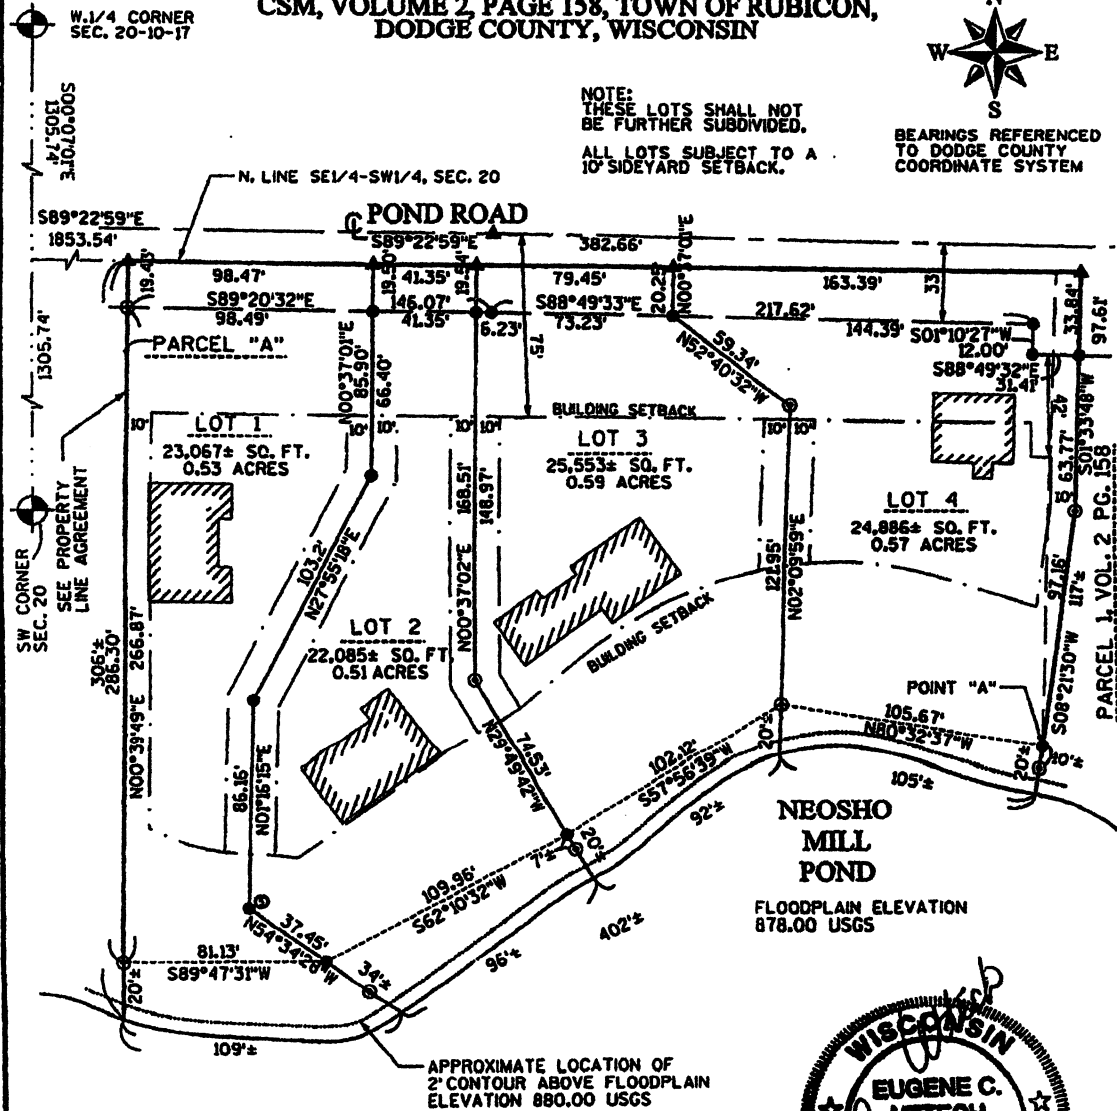 CSM, VOLUME 2, PAGE 158, TOWN OF RUBICON,
DODGE COUNTY, WISCONSIN
W.1/4 CORNER
SEC. 20-10-17
N
W
E
S
S00°07'01"E
1305.74'
NOTE:
THESE LOTS SHALL NOT
BE FURTHER SUBDIVIDED.
ALL LOTS SUBJECT TO A
10' SIDEYARD SETBACK.
BEARINGS REFERENCED
TO DODGE COUNTY
COORDINATE SYSTEM
N. LINE SE1/4-SW1/4, SEC. 20
S89°22'59"E
1853.54'
POND ROAD
S89°22'59"E
382.66'
19.43'
98.47'
19.50'
41.35'
19.54'
79.45'
20.25'
N00°37'01"E
163.39'
33'
33.84'
97.61'
S89°20'32"E
98.49'
146.07'
41.35'
6.23'
S88°49'33"E
73.23'
217.62'
144.39'
S01°10'27"W
12.00'
S88°49'32"E
31.41'
75'
59.34'
N52°40'32"W
1305.74'
PARCEL "A"
N00°37'01"E
85.90'
66.40'
42'
S01°33'48"W
63.77'
BUILDING SETBACK
10'
10'
10'
10'
10'
10'
10'
10'
LOT 1
23,067± SQ. FT.
0.53 ACRES
LOT 3
25,553± SQ. FT.
0.59 ACRES
LOT 4
24,886± SQ. FT.
0.57 ACRES
168.51'
148.97'
N00°37'02"E
121.95'
N02°09'59"E
97.16'
117'±
S08°21'30"W
PARCEL 1, VOL. 2 PG. 158
SW CORNER
SEC. 20
SEE PROPERTY
LINE AGREEMENT
103.2'
N27°55'18"E
LOT 2
22,085± SQ. FT.
0.51 ACRES
BUILDING SETBACK
306'±
286.30'
266.87'
N00°39'49"E
POINT "A"
105.67'
N80°32'37"W
20'±
10'±
20'±
105'±
74.53'
N29°49'42"W
102.12'
S57°56'39"W
86.16'
N01°16'15"E
92'±
NEOSHO
MILL
POND
7'±
20'±
109.96'
S62°10'32"W
FLOODPLAIN ELEVATION
878.00 USGS
402'±
37.45'
81.13'
S89°47'31"W
34'±
96'±
20'±
109'±
APPROXIMATE LOCATION OF
2' CONTOUR ABOVE FLOODPLAIN
ELEVATION 880.00 USGS
WISCONSIN
EUGENE C.